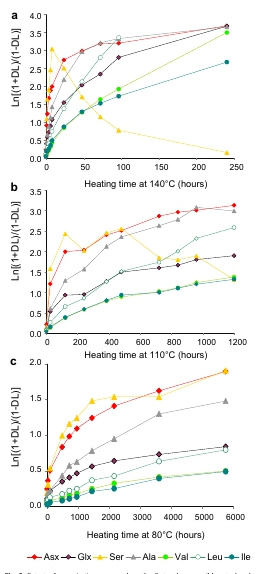 a
Ln[(1+DL)/(1-DL)]
4.0
3.5
3.0
2.5
2.0
1.5
1.0
0.5
0.0
0 50 100 150 200 250
Heating time at 140°C (hours)
b
Ln[(1+DL)/(1-DL)]
3.5
3.0
2.5
2.0
1.5
1.0
0.5
0.0
0 200 400 600 800 1000 1200
Heating time at 110°C (hours)
c
Ln[(1+DL)/(1-DL)]
2.0
1.5
1.0
0.5
0.0
0 1000 2000 3000 4000 5000 6000
Heating time at 80°C (hours)
Asx Glx Ser Ala Val Leu Ile